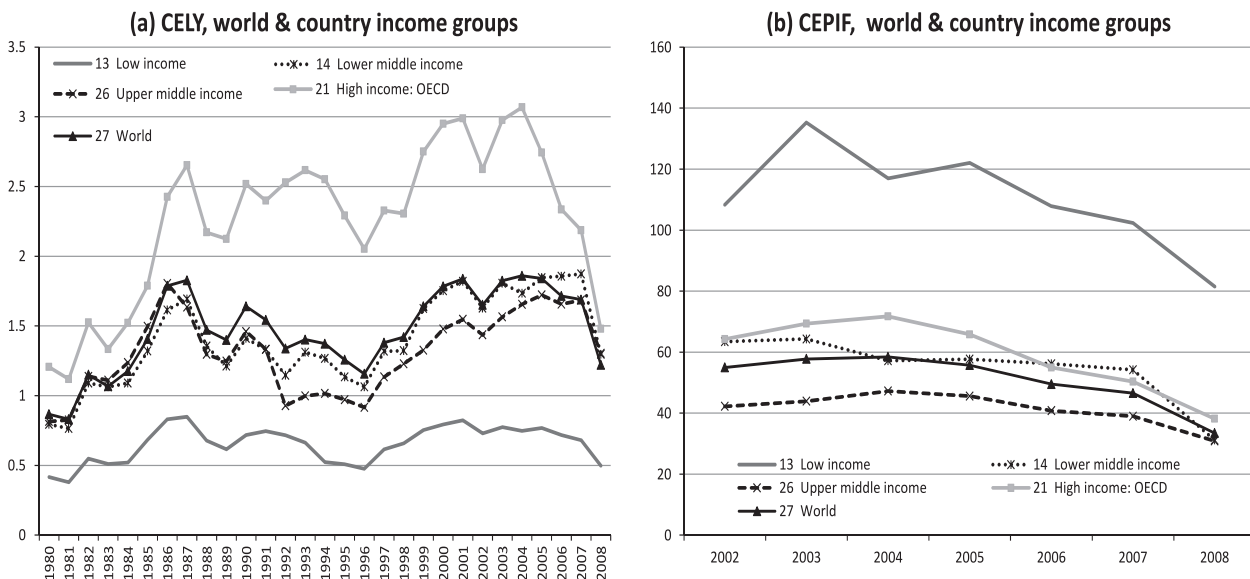 (a) CELY, world & country income groups
3.5
3
2.5
2
1.5
1
0.5
0
13 Low income
14 Lower middle income
26 Upper middle income
21 High income: OECD
27 World
1980 1981 1982 1983 1984 1985 1986 1987 1988 1989 1990 1991 1992 1993 1994 1995 1996 1997 1998 1999 2000 2001 2002 2003 2004 2005 2006 2007 2008
(b) CEPIF, world & country income groups
160
140
120
100
80
60
40
20
0
13 Low income
14 Lower middle income
26 Upper middle income
21 High income: OECD
27 World
2002 2003 2004 2005 2006 2007 2008